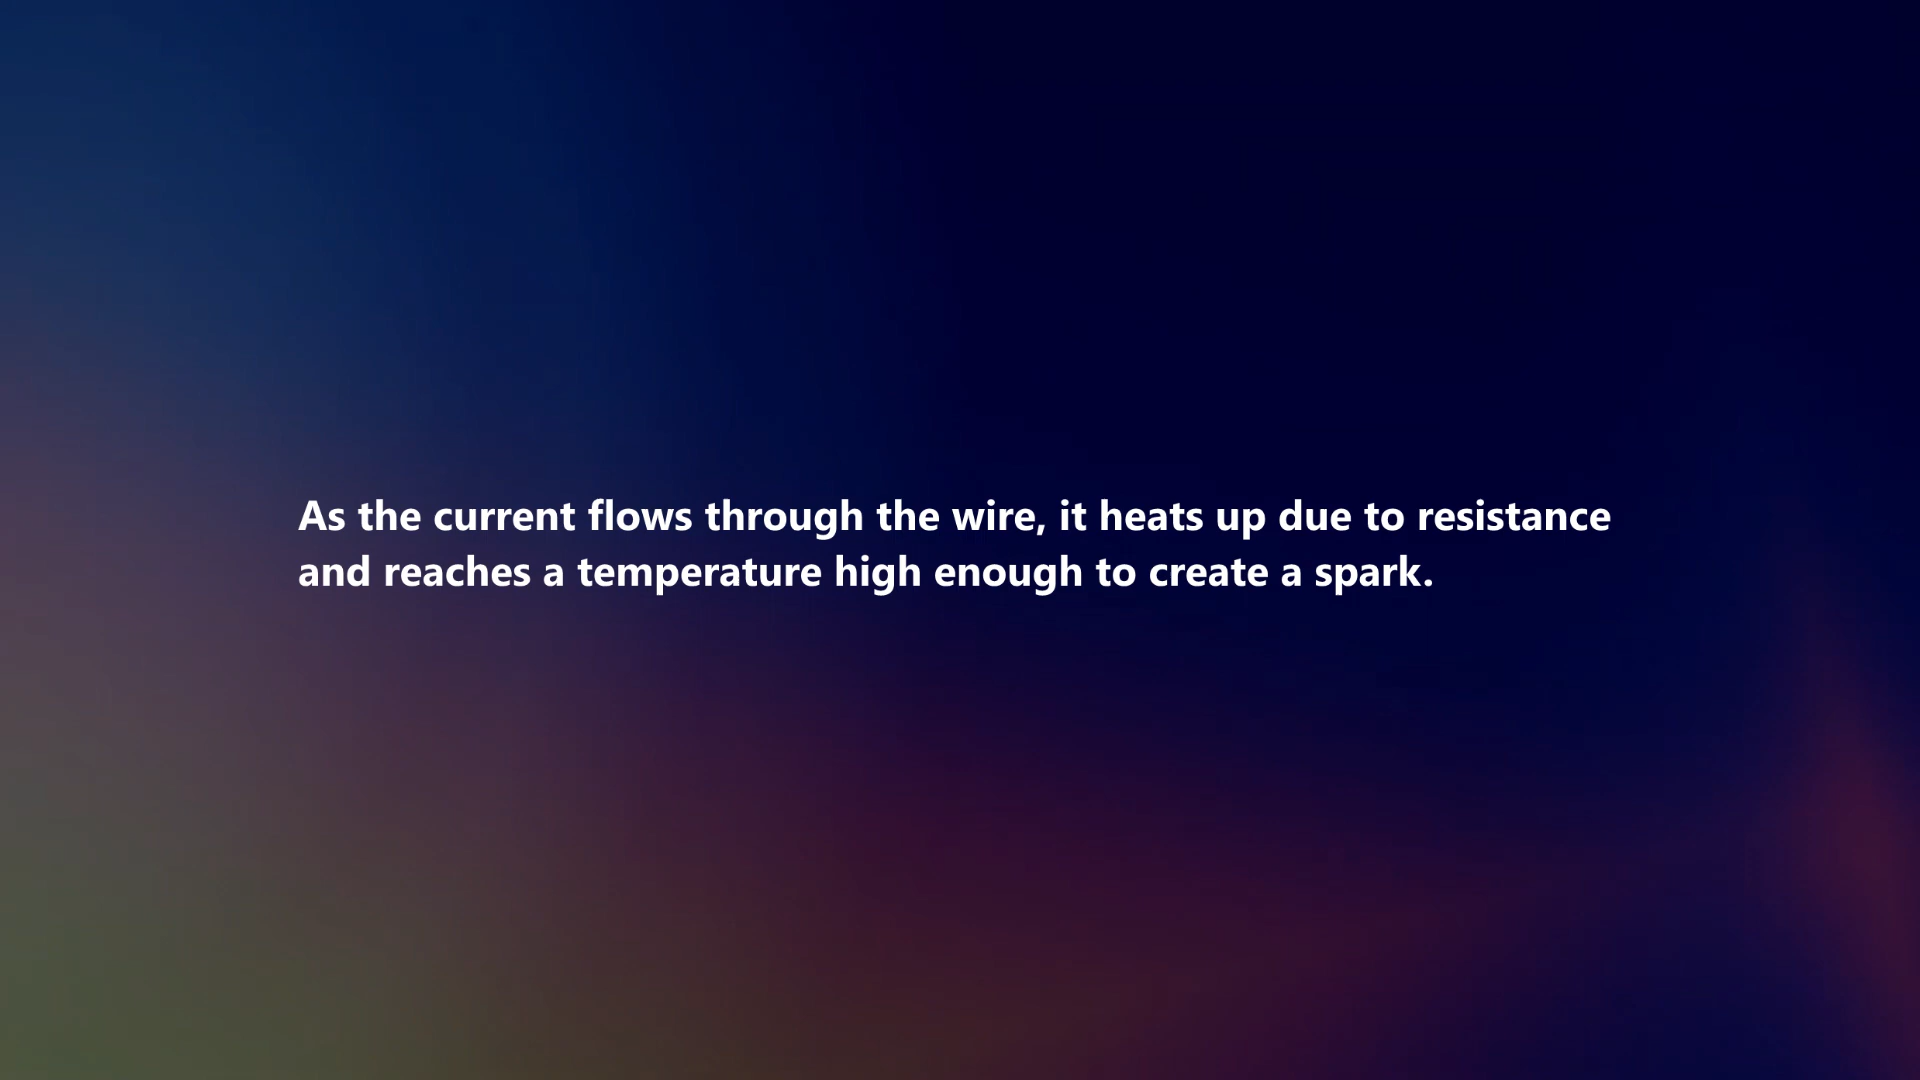 As the current flows through the wire, it heats up due to resistance
and reaches a temperature high enough to create a spark.